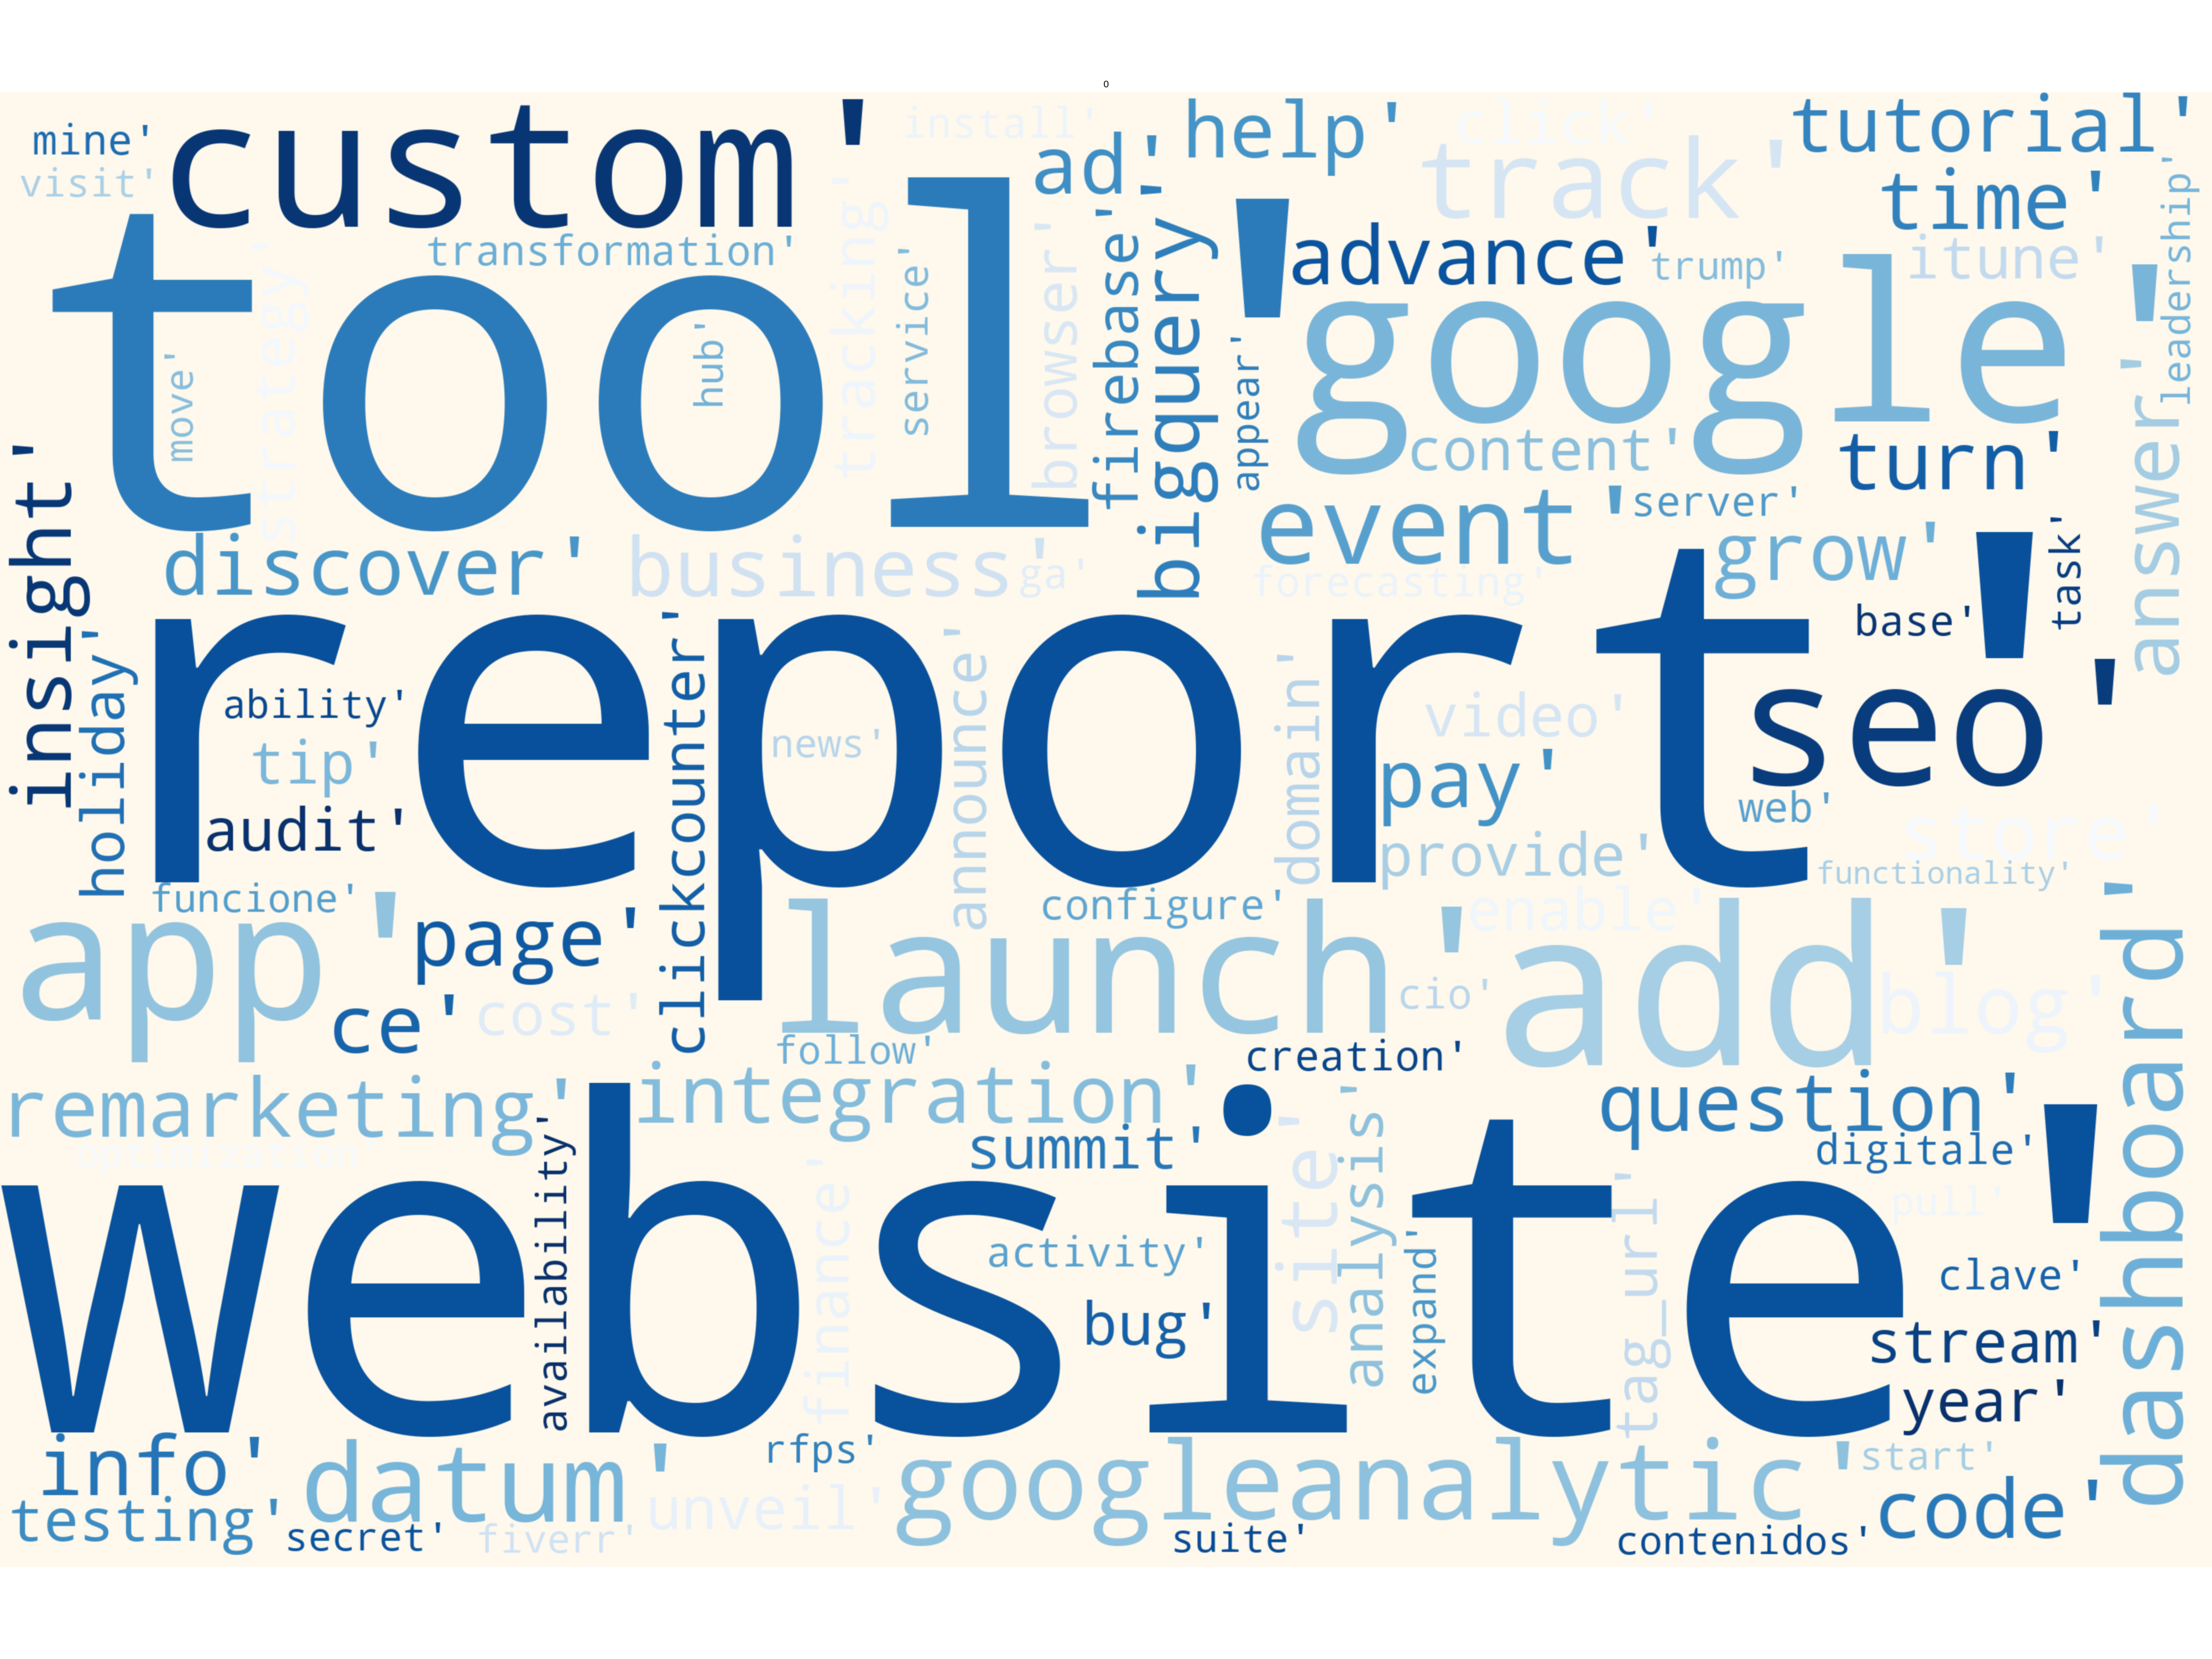 0
mine'
custom'
install'
ad'
help'
click'
tutorial'
visit'
track'
time'
transformation'
advance'
trump'
itune'
leadership'
tool'
strategy'
tracking'
service'
browser'
firebase'
bigquery'
appear'
google'
move'
hub'
content'
turn'
answer'
insight'
discover'
business'
ga'
event'
server'
forecasting'
grow'
task'
base'
holiday'
report'
ability'
tip'
audit'
clickcounter'
news'
announce'
domain'
video'
pay'
provide'
seo'
web'
store'
functionality'
funcione'
configure'
enable'
app'
page'
launch'
add'
ce'
cost'
cio'
blog'
follow'
creation'
dashboard'
remarketing'
integration'
question'
summit'
digitale'
availability'
website'
finance'
site'
analysis'
tag_url'
pull'
activity'
expand'
clave'
bug'
stream'
year'
info'
datum'
rfps'
googleanalytic'
start'
testing'
secret'
fiverr'
unveil'
suite'
contenidos'
code'